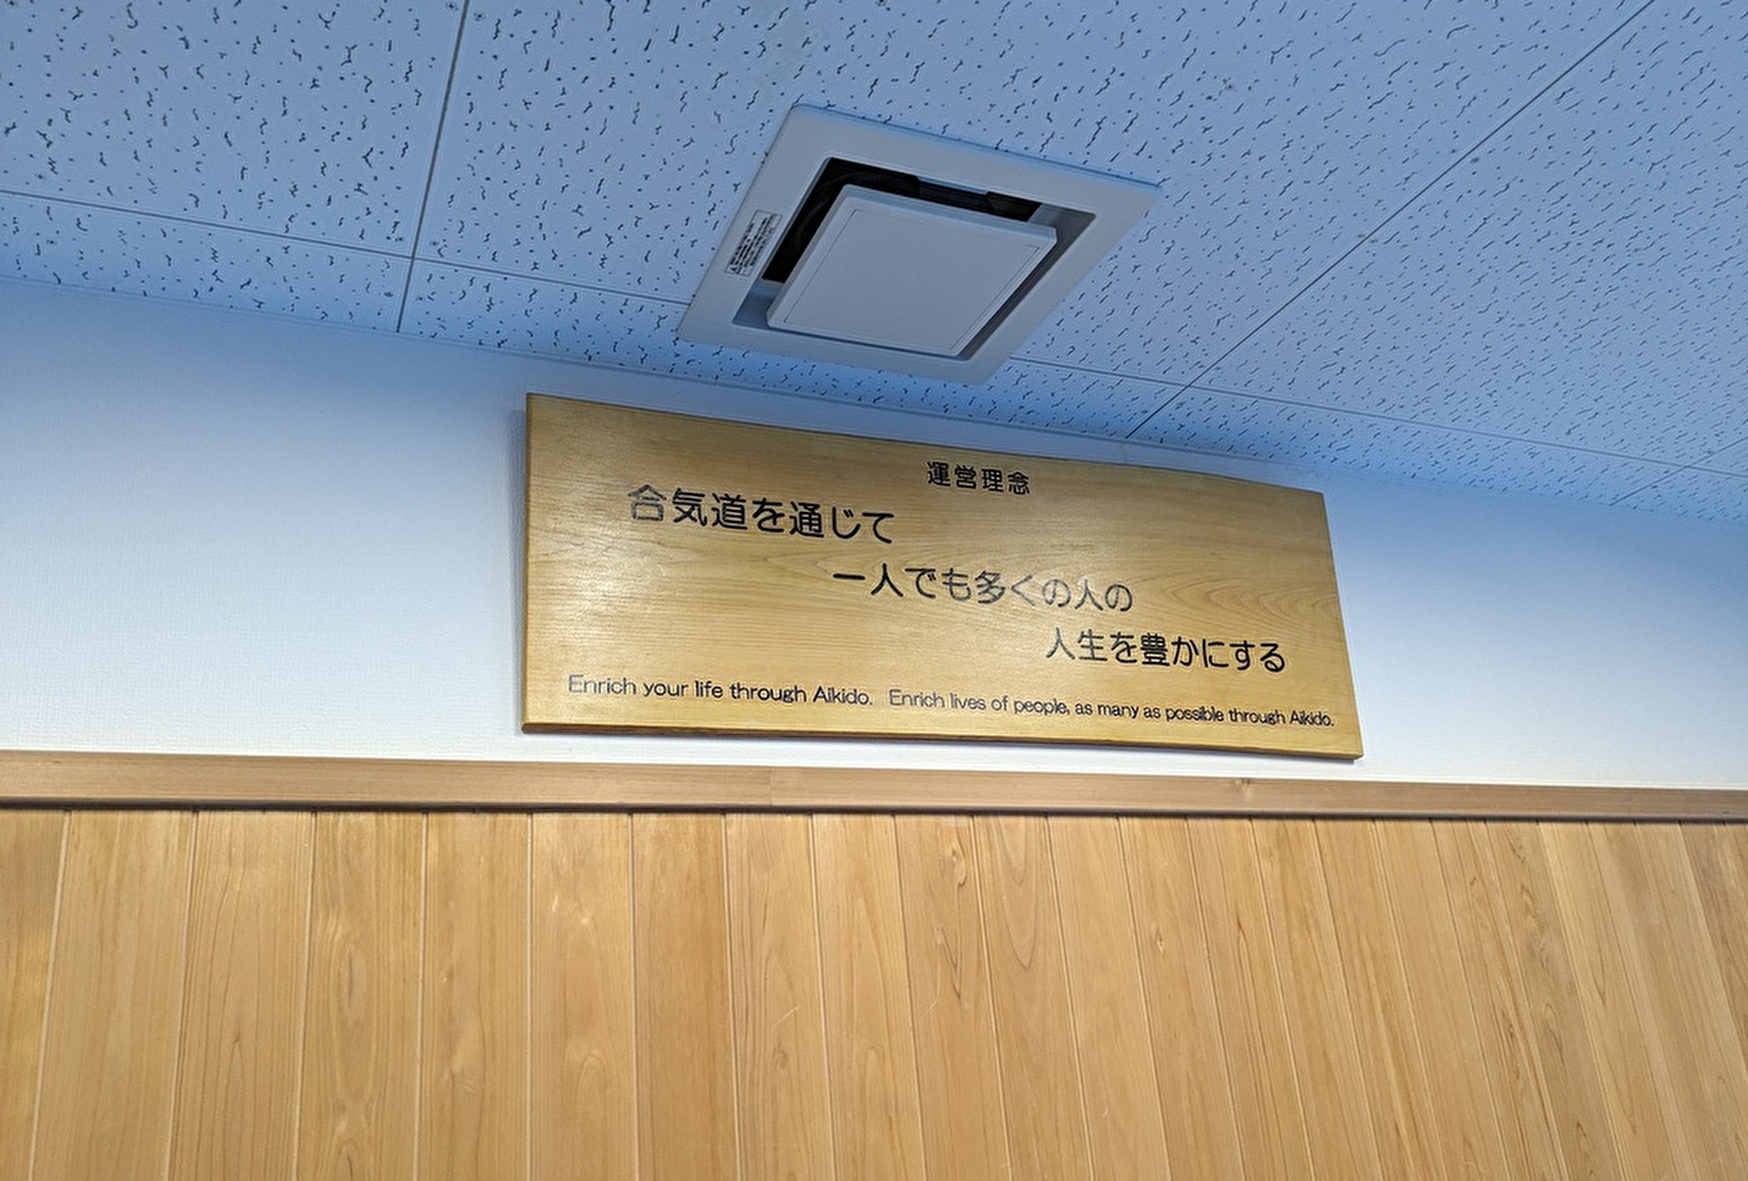 運営理念
合気道を通じて
一人でも多くの人の
人生を豊かにする
Enrich your life through Aikido. Enrich lives of people, as many as possible through Aikido.